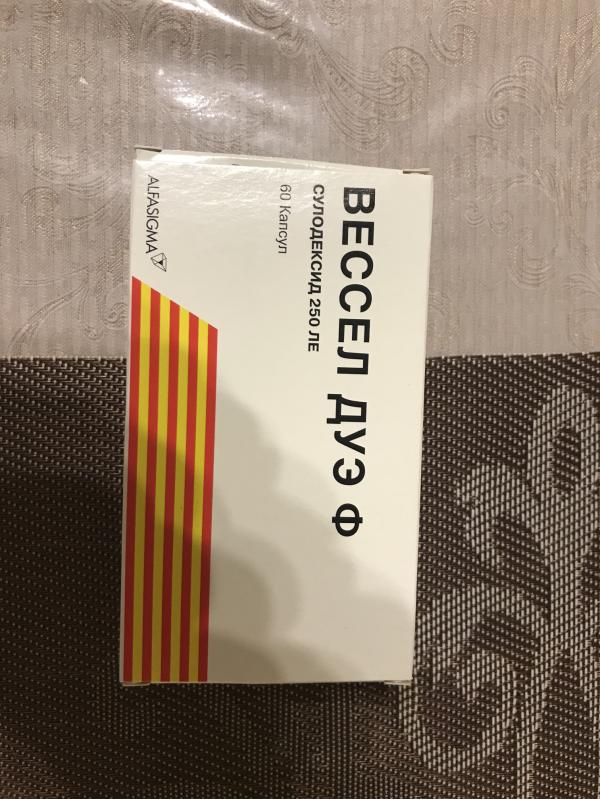 ВЕССЕЛ ДУЭ Ф
СУЛОДЕКСИД 250 ЛЕ
60 Капсул
ALFASIGMA